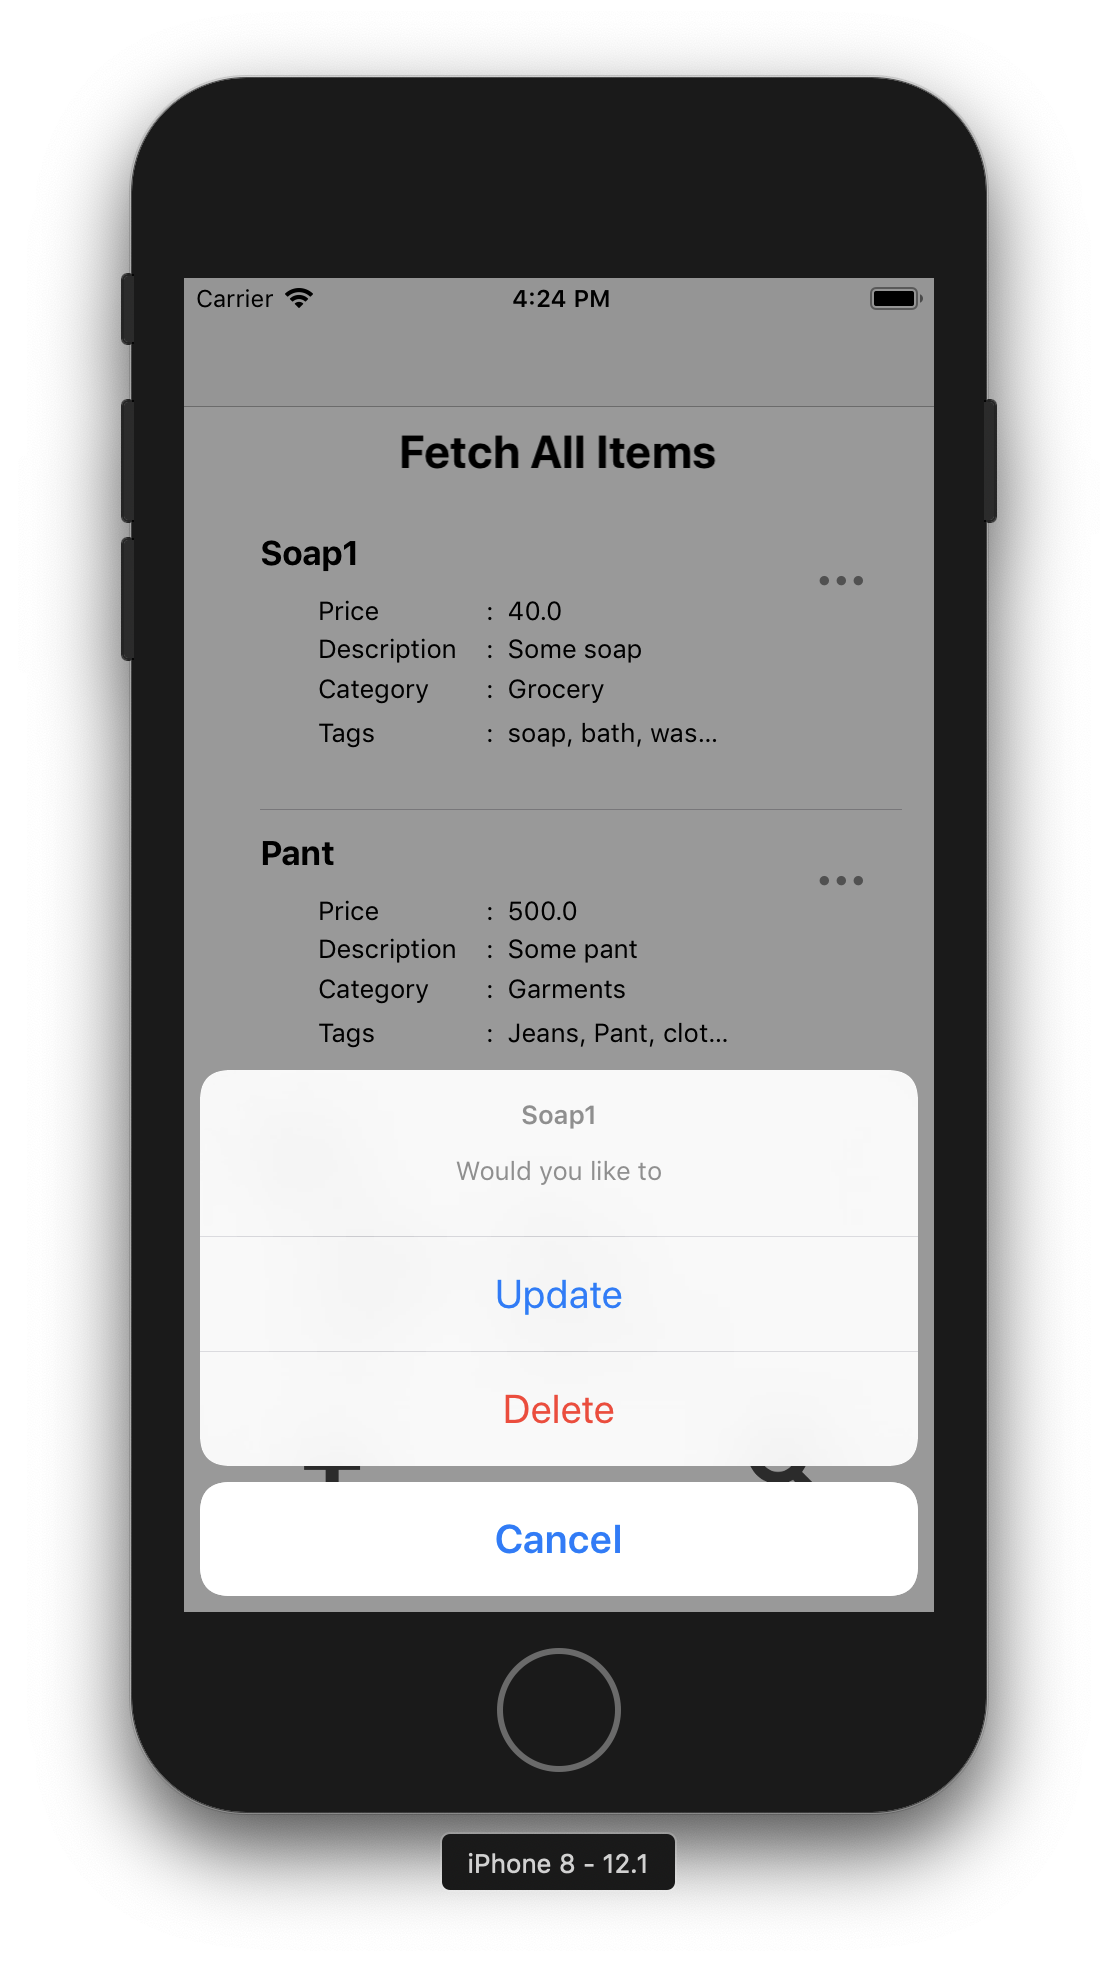 Carrier 4:24 PM
Fetch All Items
Soap1
Price : 40.0
Description : Some soap
Category : Grocery
Tags : soap, bath, was...
Pant
Price : 500.0
Description : Some pant
Category : Garments
Tags : Jeans, Pant, clot...
Soap1
Would you like to
Update
Delete
Cancel
iPhone 8 - 12.1